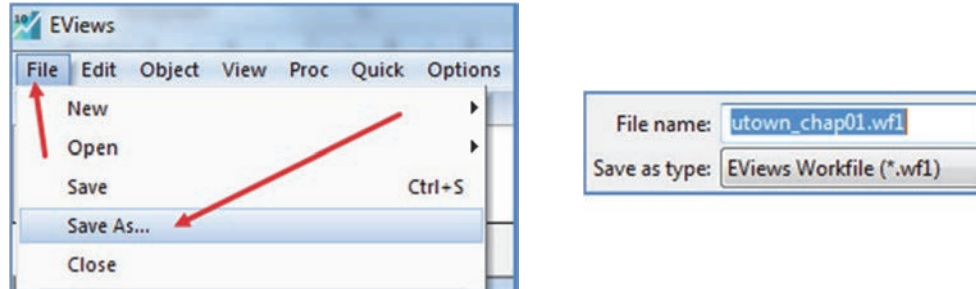 10 EViews
File Edit Object View Proc Quick Options
New
Open
Save Ctrl+S
Save As...
Close
File name: utown_chap01.wf1
Save as type: EViews Workfile (*.wf1)